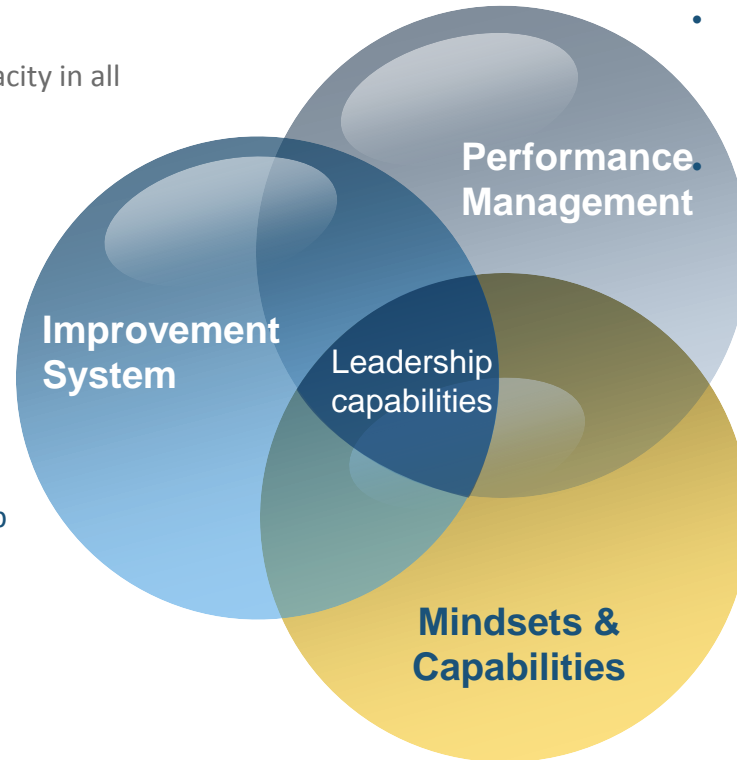 acity in all
Performance
Management
Improvement
System
Leadership
capabilities
Mindsets &
Capabilities